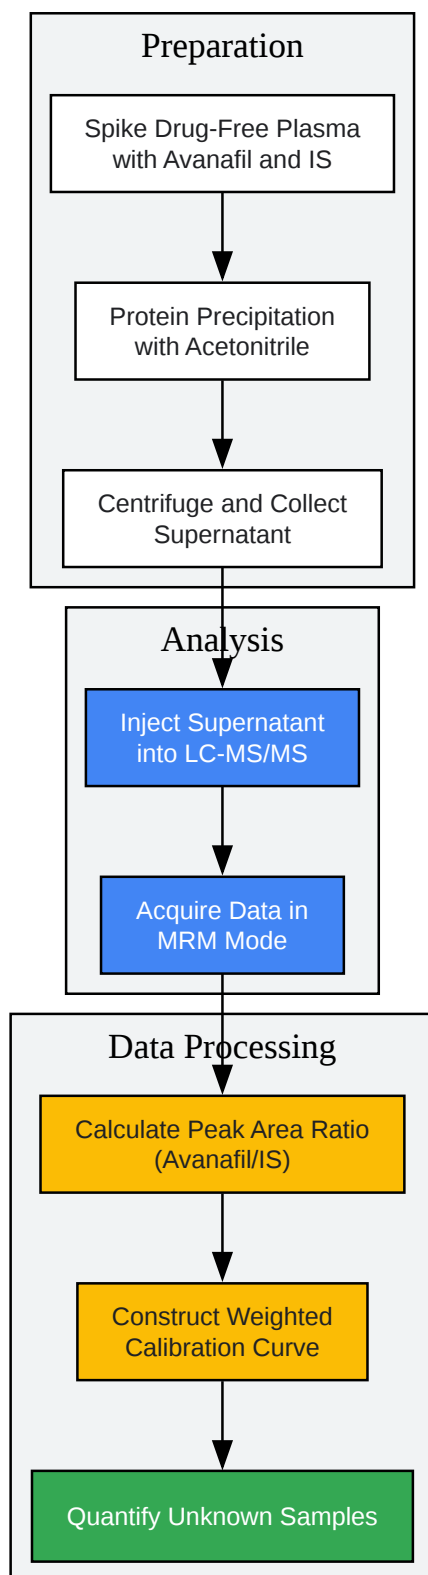 Preparation
Spike Drug-Free Plasma
with Avanafil and IS
Protein Precipitation
with Acetonitrile
Centrifuge and Collect
Supernatant
Analysis
Inject Supernatant
into LC-MS/MS
Acquire Data in
MRM Mode
Data Processing
Calculate Peak Area Ratio
(Avanafil/IS)
Construct Weighted
Calibration Curve
Quantify Unknown Samples